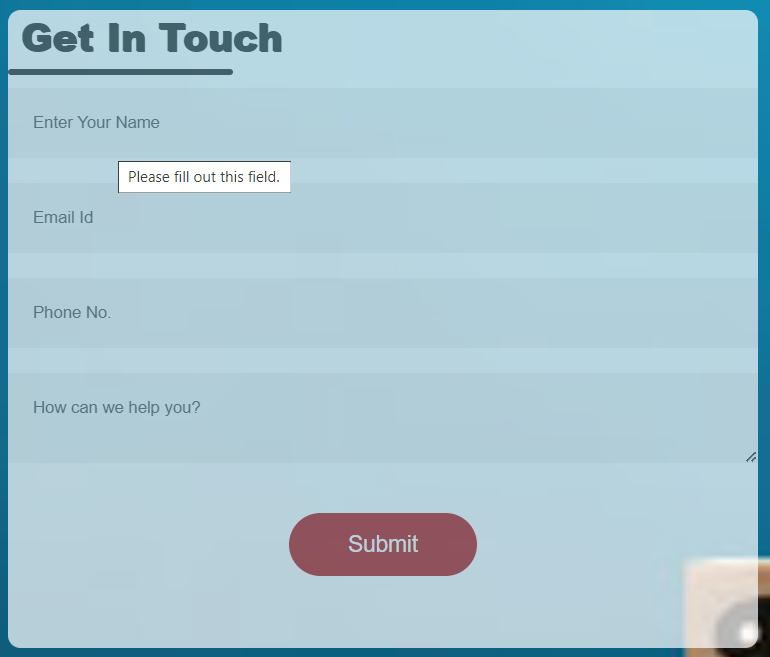 Get In Touch
Enter Your Name
Please fill out this field.
Email Id
Phone No.
How can we help you?
Submit